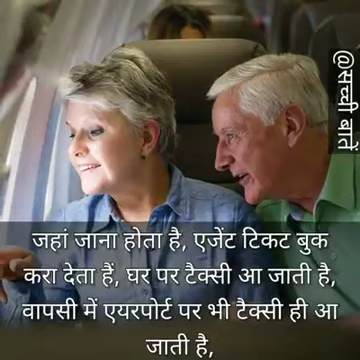 @सच्ची बातें
जहां जाना होता है, एजेंट टिकट बुक
करा देता हैं, घर पर टैक्सी आ जाती है,
वापसी में एयरपोर्ट पर भी टैक्सी ही आ
जाती है,